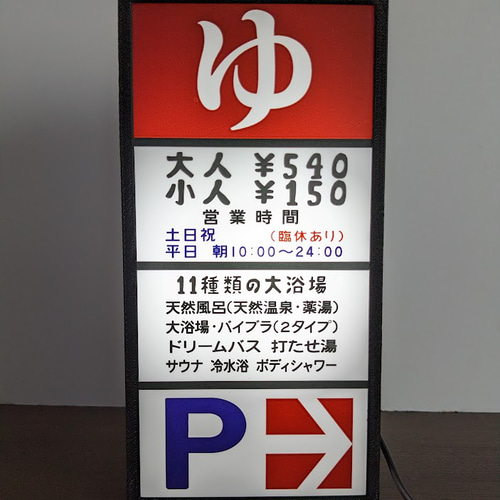 ゆ
大人 ¥540
小人 ¥150
営業時間
土日祝 (臨休あり)
平日 朝10:00～24:00
11種類の大浴場
天然風呂(天然温泉・薬湯)
大浴場・バイブラ(2タイプ)
ドリームバス 打たせ湯
サウナ 冷水浴 ボディシャワー
P